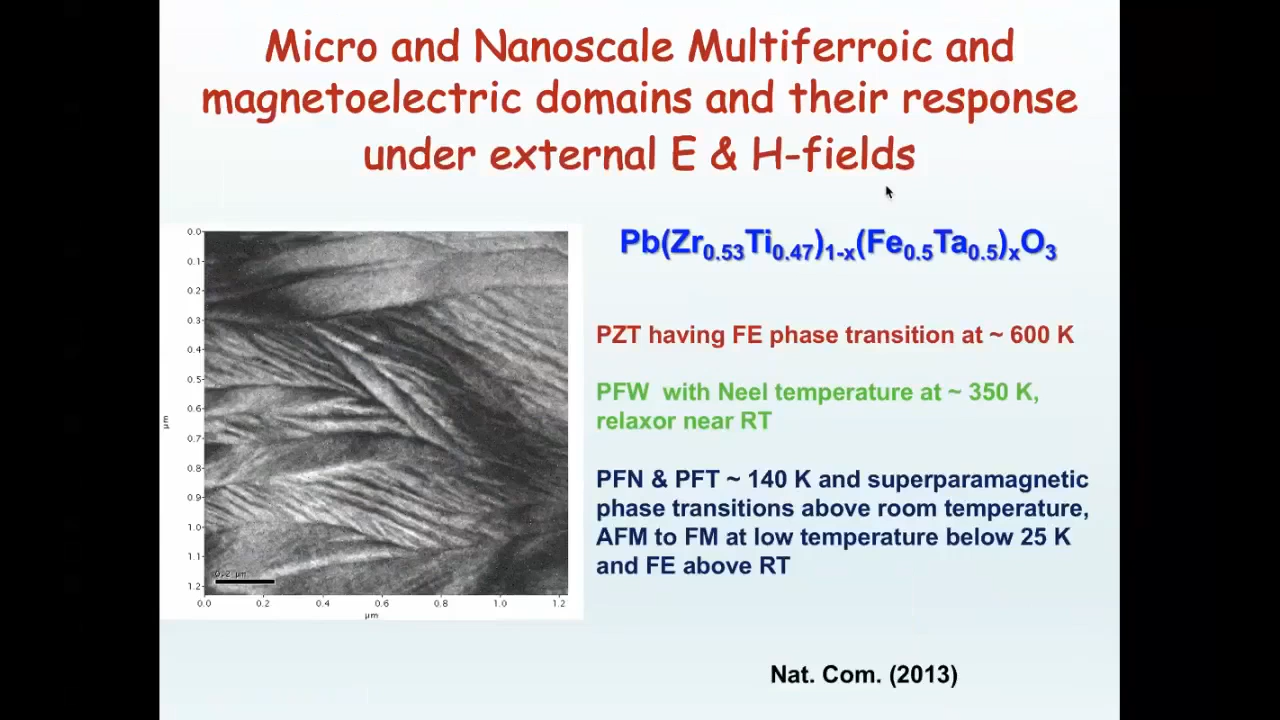 Micro and Nanoscale Multiferroic and
magnetoelectric domains and their response
under external E & H-fields
Pb(Zr0.53Ti0.47)1-x(Fe0.5Ta0.5)xO3
PZT having FE phase transition at ~ 600 K
PFW with Neel temperature at ~ 350 K,
relaxor near RT
PFN & PFT ~ 140 K and superparamagnetic
phase transitions above room temperature,
AFM to FM at low temperature below 25 K
and FE above RT
Nat. Com. (2013)
0.0
0.1
0.2
0.3
0.4
0.5
0.6
0.7
0.8
0.9
1.0
1.1
1.2
µm
0.2 µm
0.0 0.2 0.4 0.6 0.8 1.0 1.2
µm